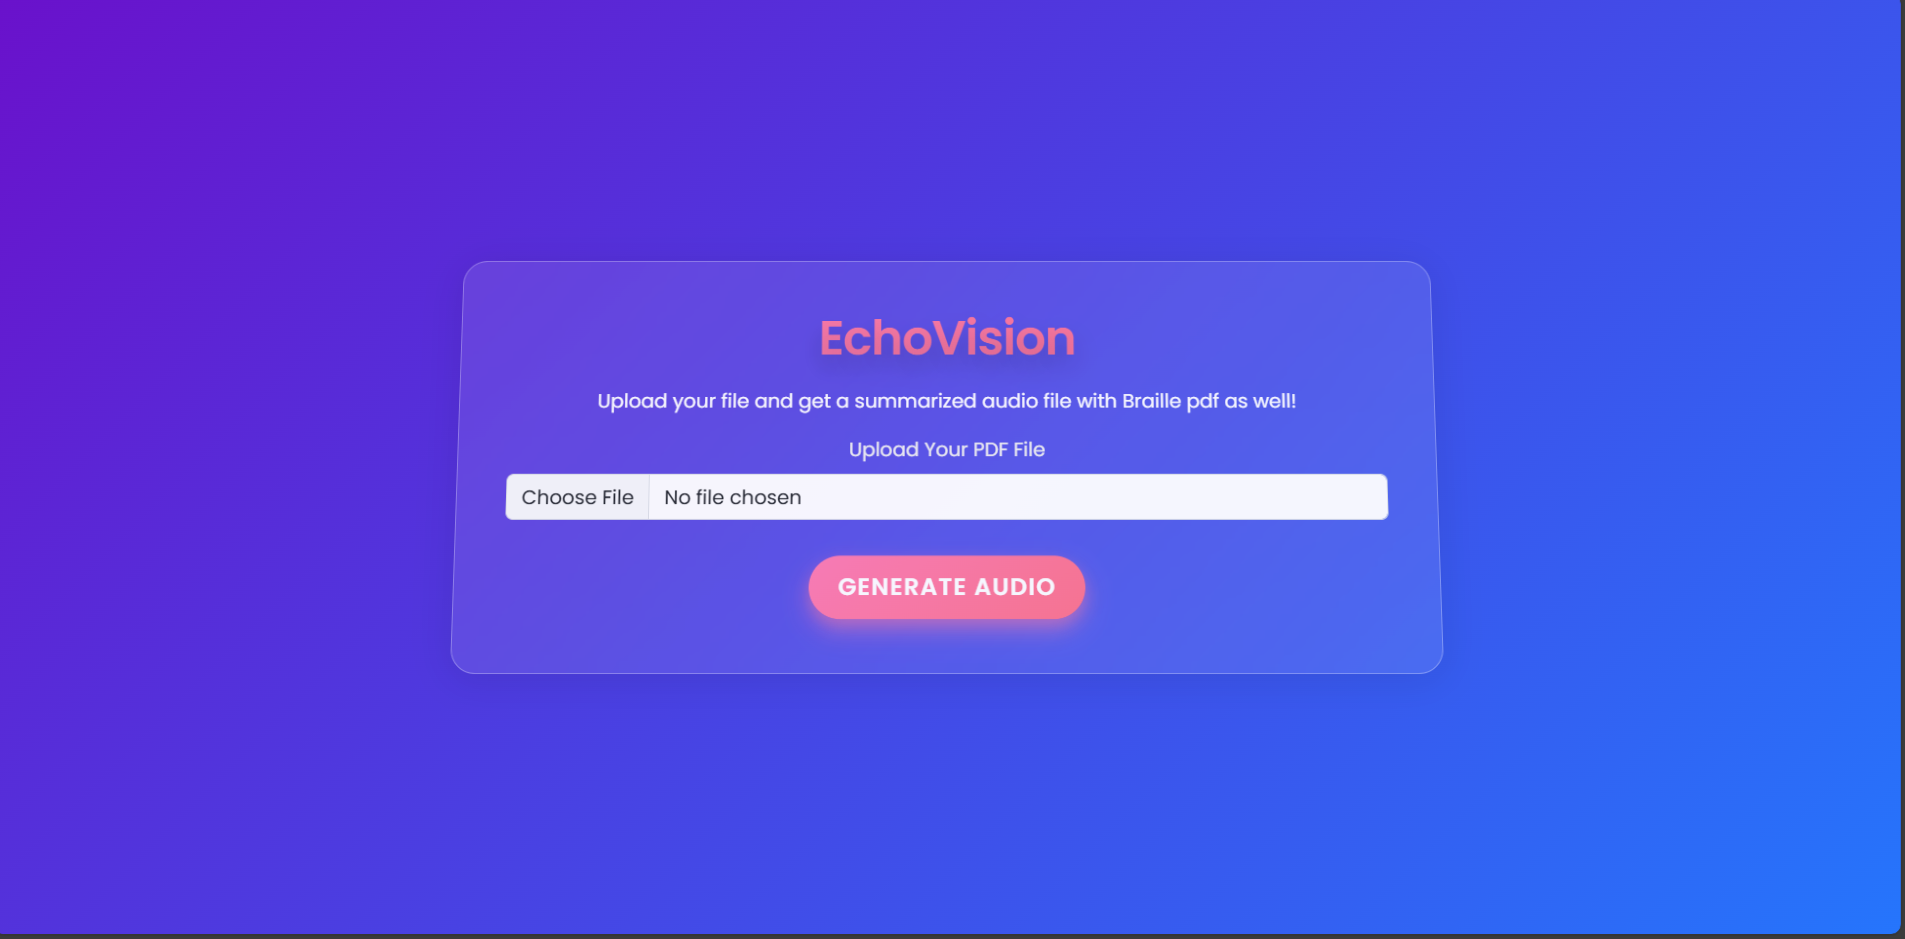 EchoVision
Upload your file and get a summarized audio file with Braille pdf as well!
Upload Your PDF File
Choose File No file chosen
GENERATE AUDIO